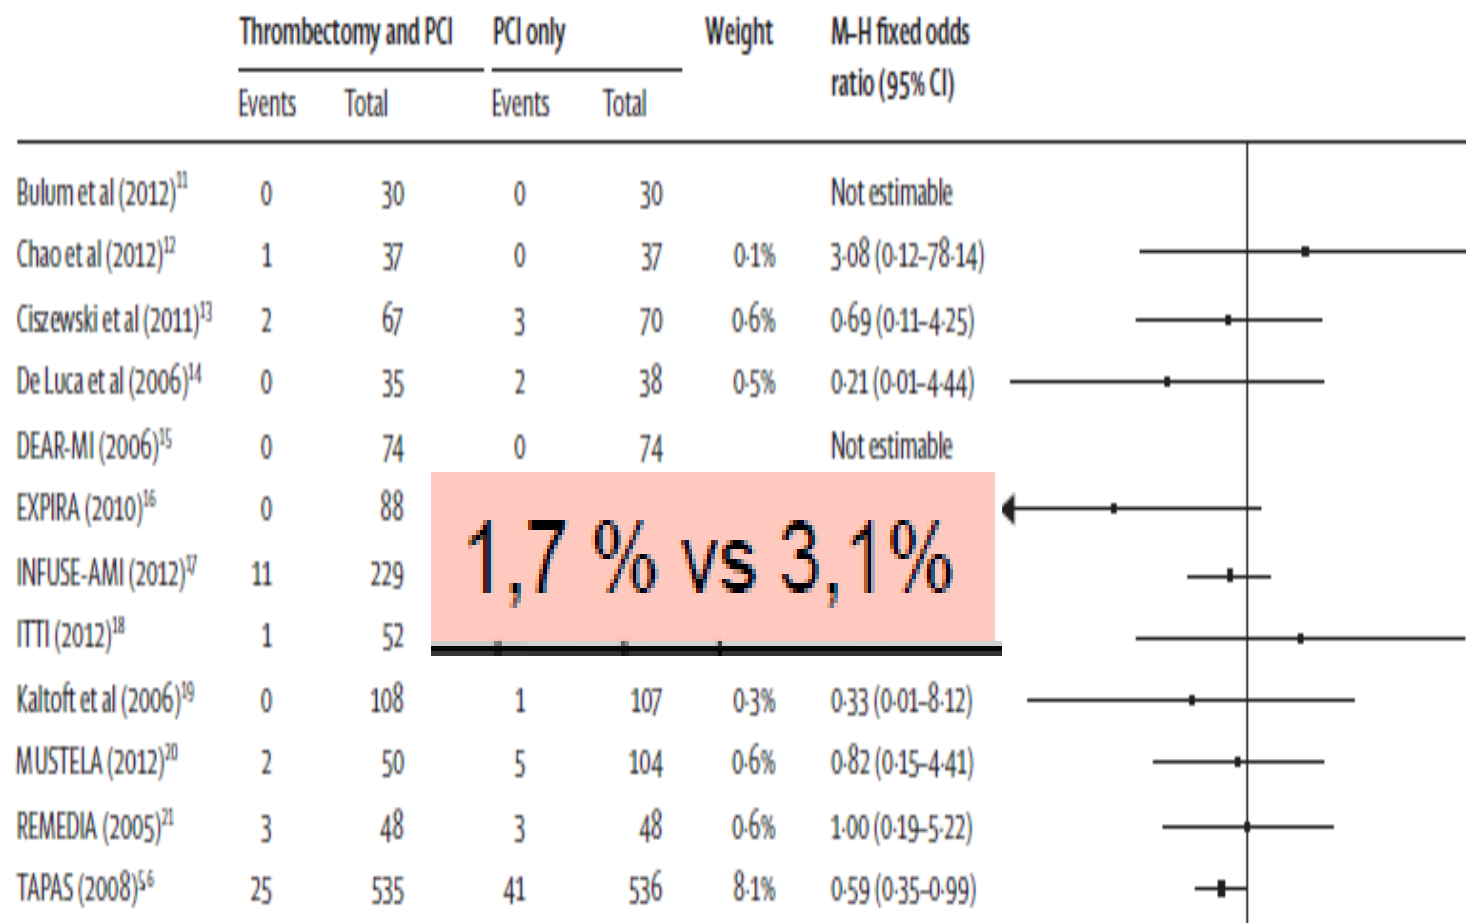 Thrombectomy and PCI PCI only Weight M-H fixed odds
ratio (95% CI)
Events Total Events Total
Bulum et al (2012)11 0 30 0 30 Not estimable
Chao et al (2012)12 1 37 0 37 0·1% 3·08 (0·12–78·14)
Ciszewski et al (2011)13 2 67 3 70 0·6% 0·69 (0·11–4·25)
De Luca et al (2006)14 0 35 2 38 0·5% 0·21 (0·01–4·44)
DEAR-MI (2006)15 0 74 0 74 Not estimable
EXPIRA (2010)16 0 88
1,7 % vs 3,1%
INFUSE-AMI (2012)17 11 229
ITTI (2012)18 1 52
Kaltoft et al (2006)19 0 108 1 107 0·3% 0·33 (0·01–8·12)
MUSTELA (2012)20 2 50 5 104 0·6% 0·82 (0·15–4·41)
REMEDIA (2005)21 3 48 3 48 0·6% 1·00 (0·19–5·22)
TAPAS (2008)5,6 25 535 41 536 8·1% 0·59 (0·35–0·99)